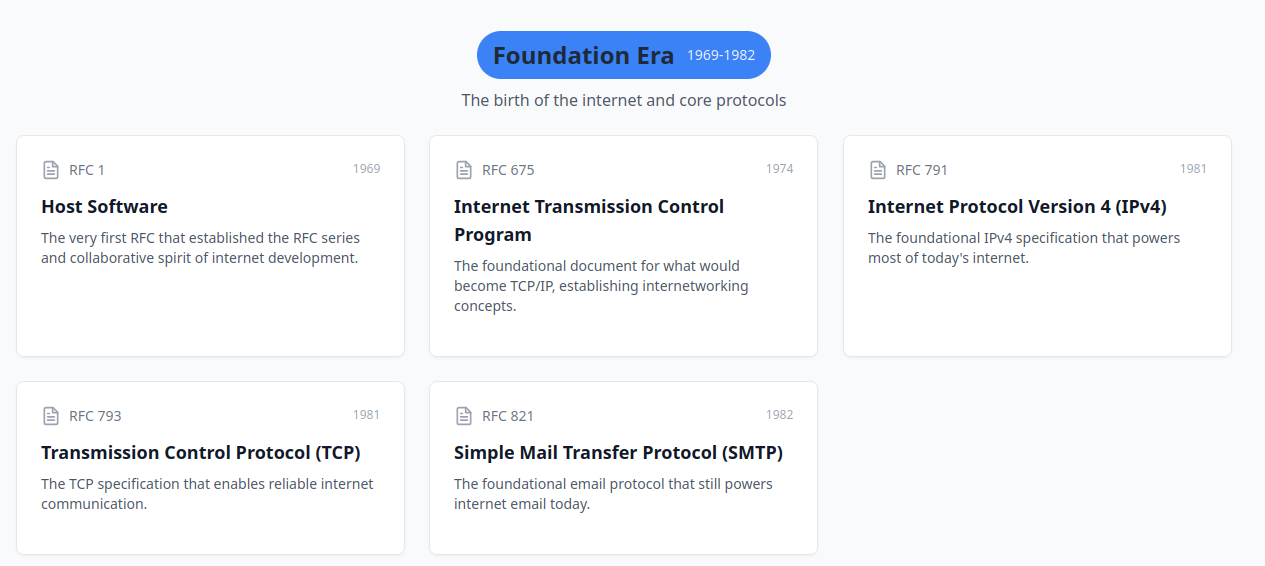 Foundation Era 1969-1982
The birth of the internet and core protocols
RFC 1 1969
Host Software
The very first RFC that established the RFC series
and collaborative spirit of internet development.
RFC 675 1974
Internet Transmission Control
Program
The foundational document for what would
become TCP/IP, establishing internetworking
concepts.
RFC 791 1981
Internet Protocol Version 4 (IPv4)
The foundational IPv4 specification that powers
most of today's internet.
RFC 793 1981
Transmission Control Protocol (TCP)
The TCP specification that enables reliable internet
communication.
RFC 821 1982
Simple Mail Transfer Protocol (SMTP)
The foundational email protocol that still powers
internet email today.